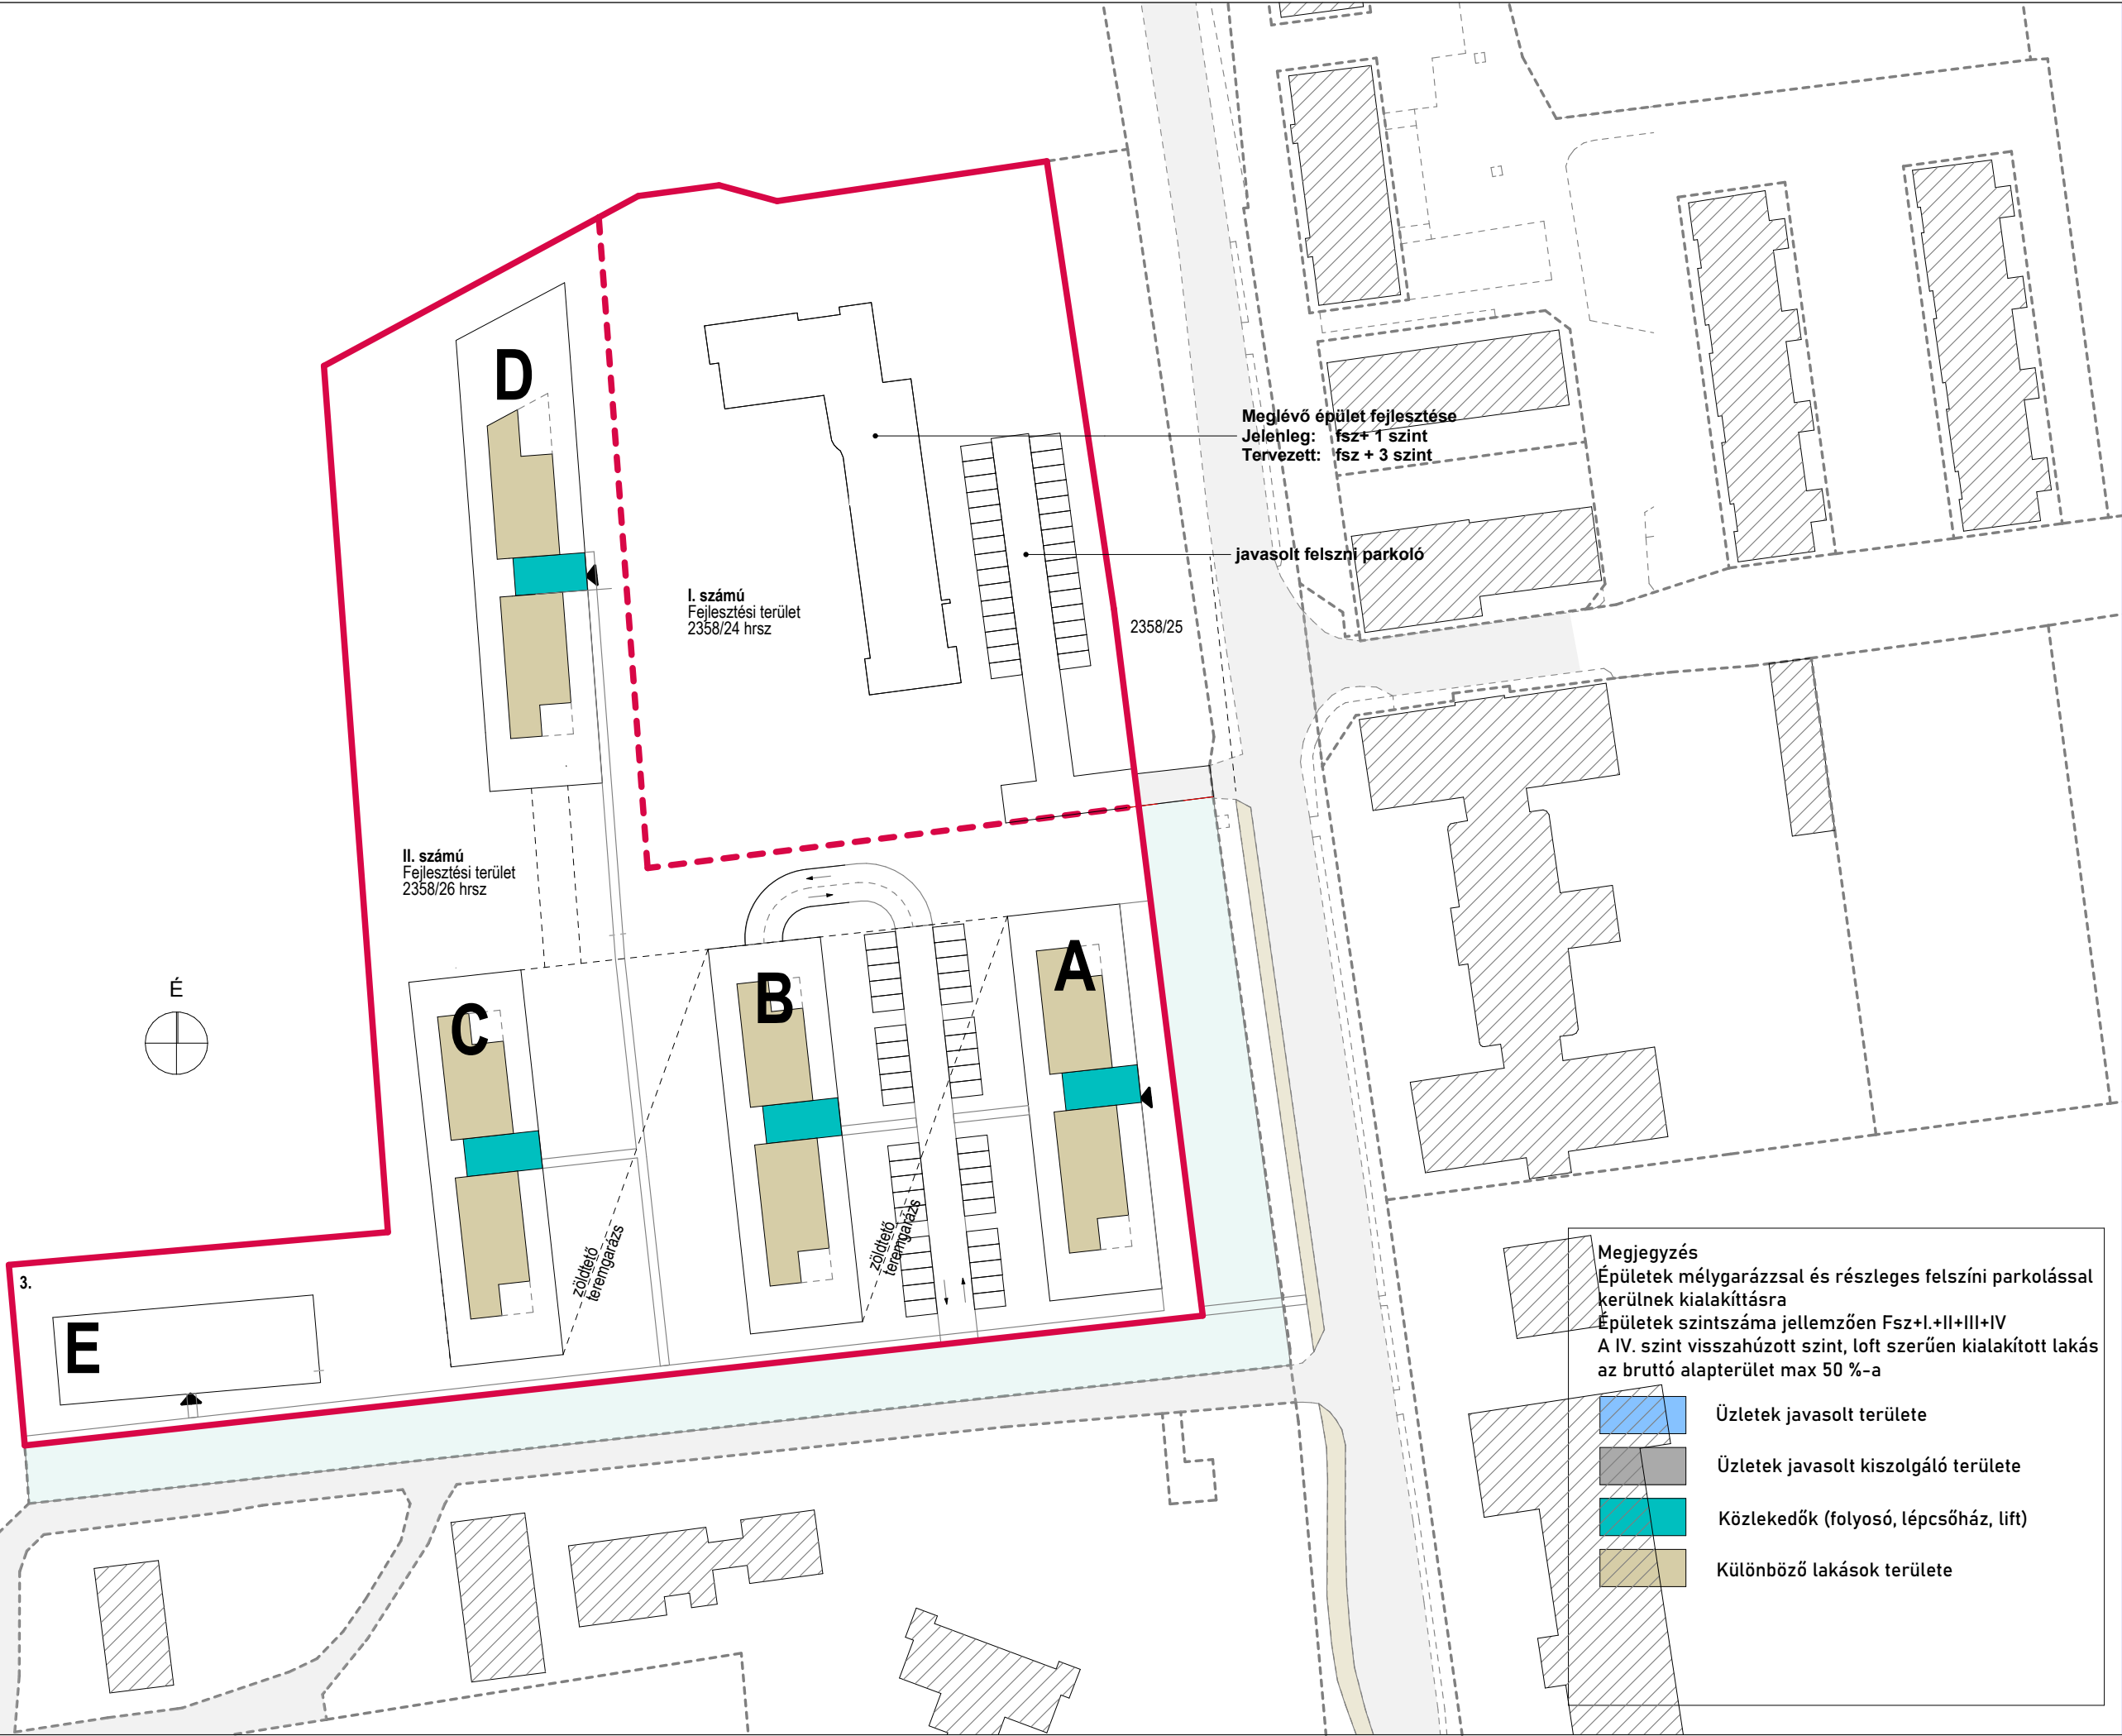 D
Meglévő épület fejlesztése
Jelenleg: fsz+ 1 szint
Tervezett: fsz + 3 szint
javasolt felszni parkoló
I. számú
Fejlesztési terület
2358/24 hrsz
2358/25
II. számú
Fejlesztési terület
2358/26 hrsz
A
B
C
É
zöldtető
teremgarázs
zöldtető
teremgarázs
3.
E
Megjegyzés
Épületek mélygarázzsal és részleges felszíni parkolással
kerülnek kialakíttásra
Épületek szintszáma jellemzően Fsz+I.+II+III+IV
A IV. szint visszahúzott szint, loft szerűen kialakított lakás
az bruttó alapterület max 50 %-a
Üzletek javasolt területe
Üzletek javasolt kiszolgáló területe
Közlekedők (folyosó, lépcsőház, lift)
Különböző lakások területe